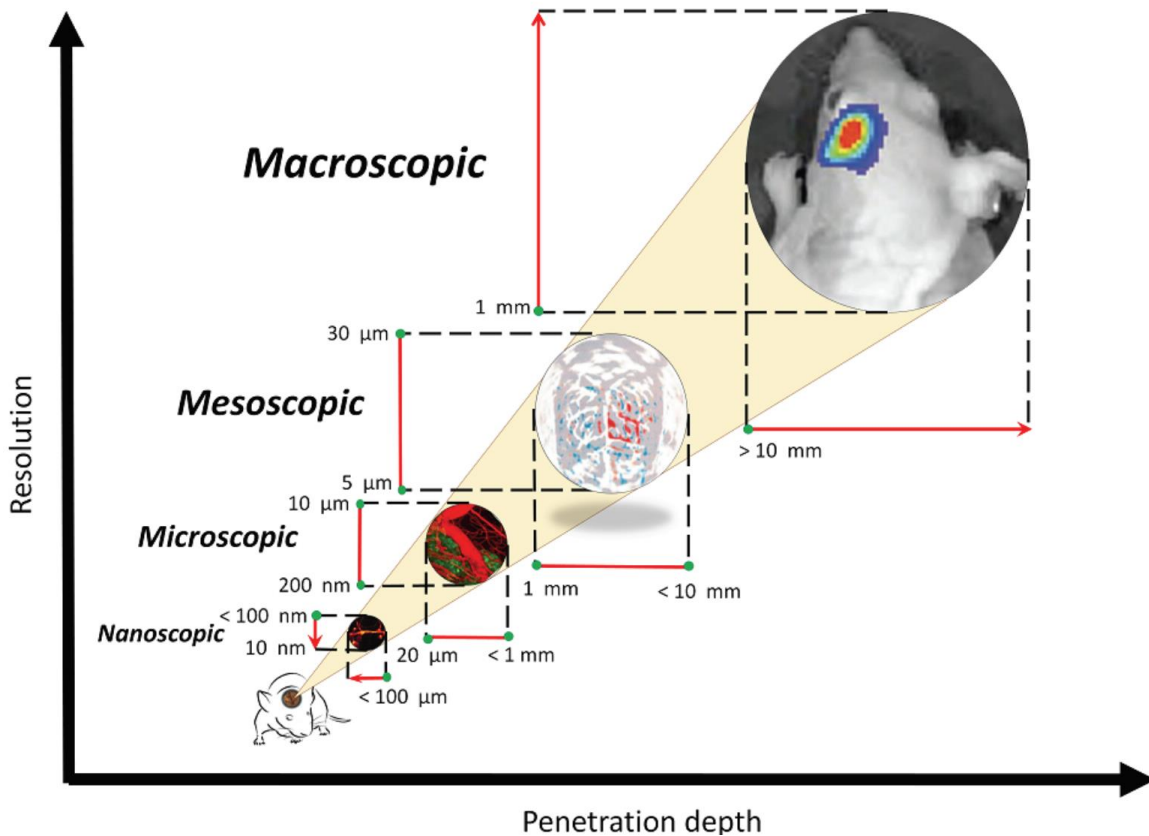 Macroscopic
1 mm
30 µm
> 10 mm
Mesoscopic
5 µm
10 µm
Microscopic
200 nm
1 mm
< 10 mm
< 100 nm
Nanoscopic
10 nm
20 µm
< 1 mm
< 100 µm
Resolution
Penetration depth